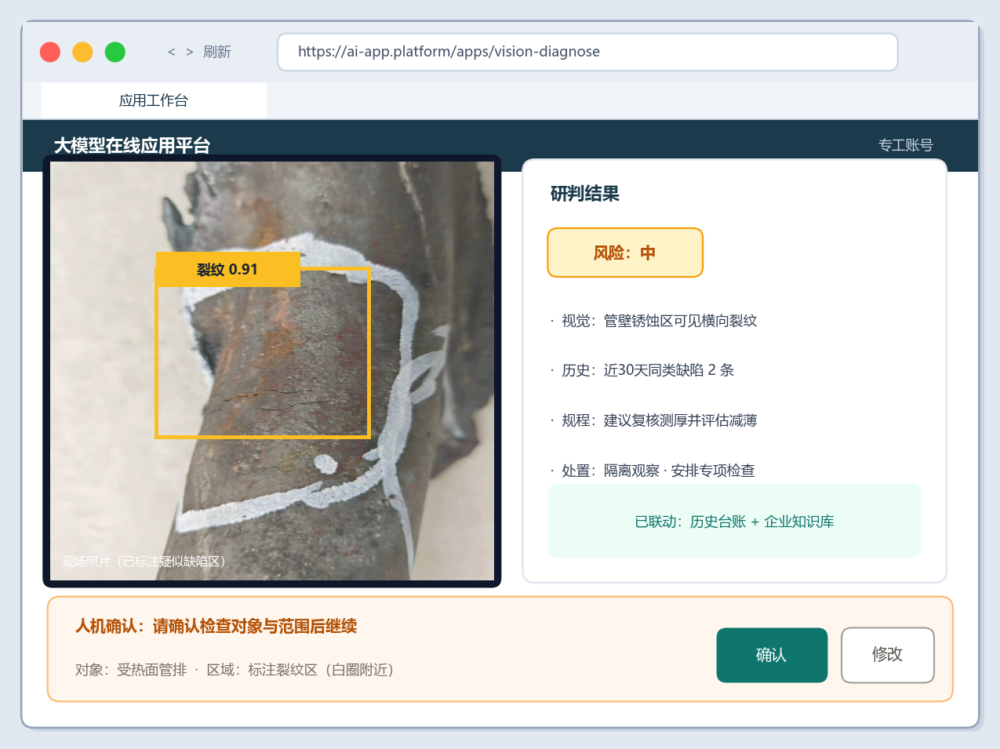 < > 刷新
https://ai-app.platform/apps/vision-diagnose
应用工作台
大模型在线应用平台
专工账号
裂纹 0.91
现场照片（已标注疑似缺陷区）
研判结果
风险：中
· 视觉：管壁锈蚀区可见横向裂纹
· 历史：近30天同类缺陷 2 条
· 规程：建议复核测厚并评估减薄
· 处置：隔离观察 · 安排专项检查
已联动：历史台账 + 企业知识库
人机确认：请确认检查对象与范围后继续
对象：受热面管排 · 区域：标注裂纹区（白圈附近）
确认
修改